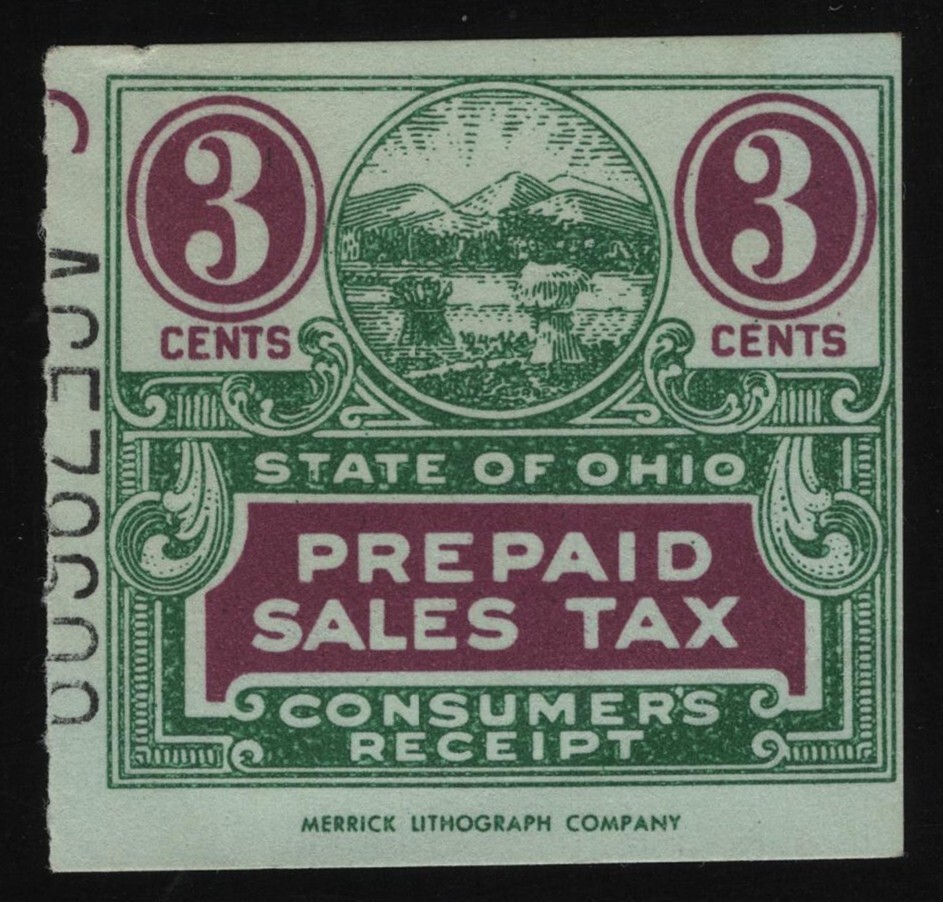 3 3
CENTS CENTS
STATE OF OHIO
PREPAID
SALES TAX
CONSUMER'S
RECEIPT
MERRICK LITHOGRAPH COMPANY